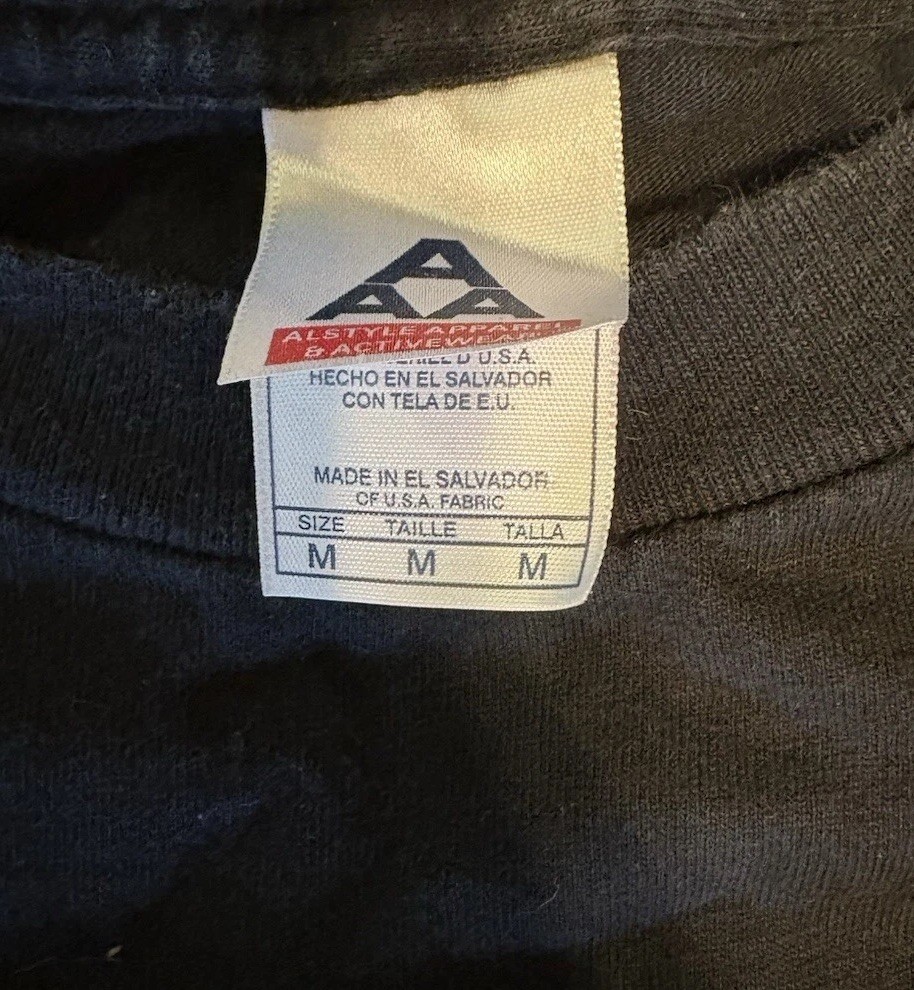 AAA
ALSTYLE APPAREL
& ACTIVEWEAR
U.S.A.
HECHO EN EL SALVADOR
CON TELA DE E.U.
MADE IN EL SALVADOR
OF U.S.A. FABRIC
SIZE TAILLE TALLA
M M M